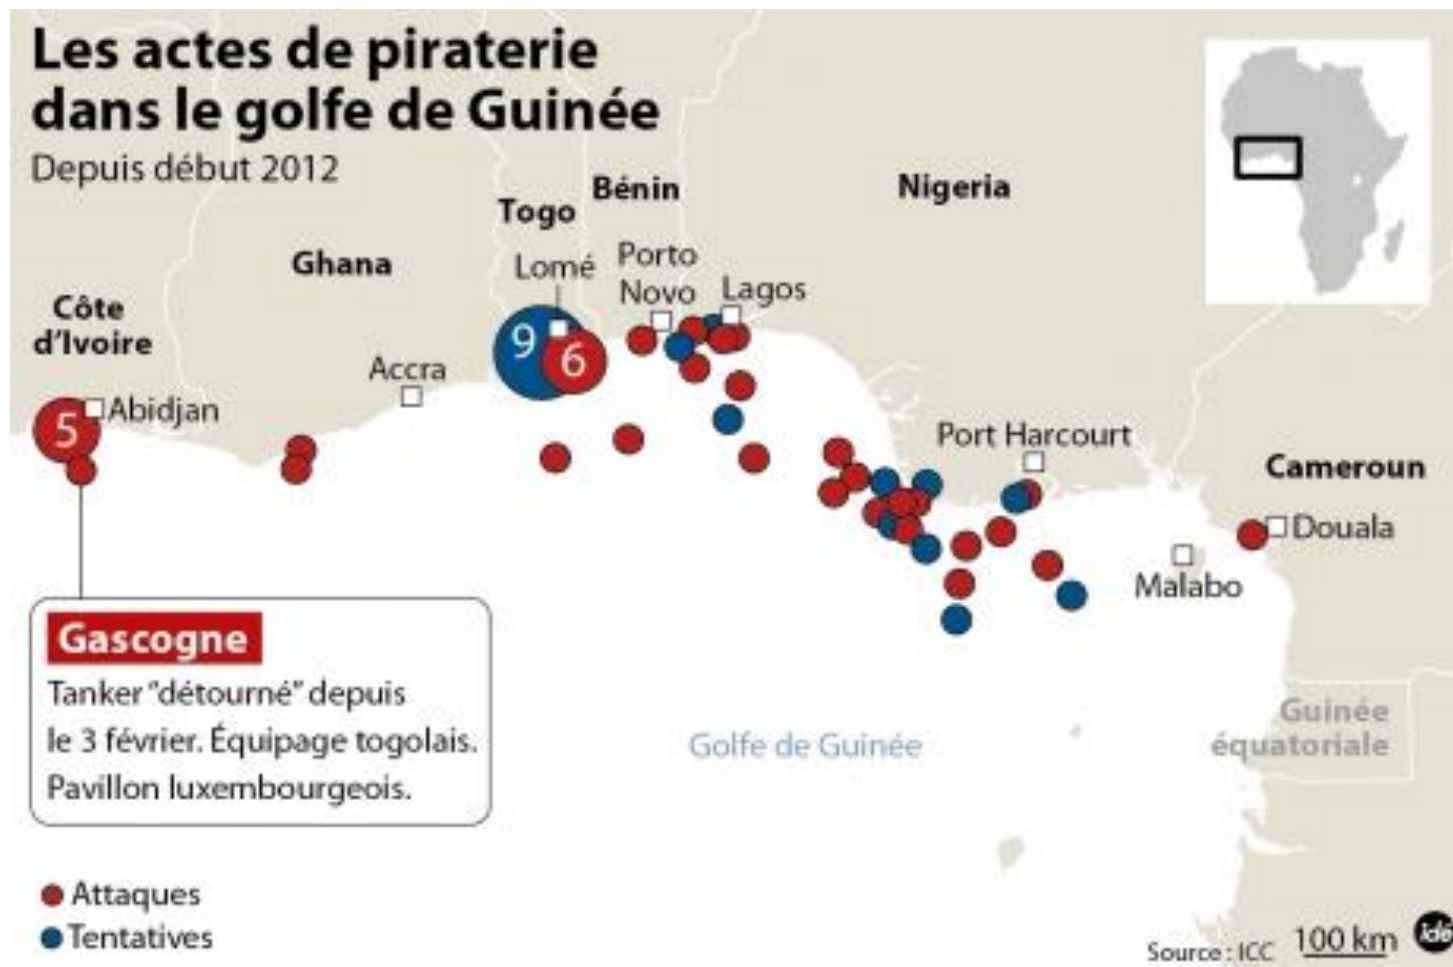 Les actes de piraterie
dans le golfe de Guinée
Depuis début 2012
Bénin
Nigeria
Togo
Ghana
Lomé
Porto
Novo
Lagos
Côte
d'Ivoire
9
6
Accra
Abidjan
5
Port Harcourt
Cameroun
Douala
Malabo
Gascogne
Tanker "détourné" depuis
le 3 février. Équipage togolais.
Pavillon luxembourgeois.
Golfe de Guinée
Guinée
équatoriale
Attaques
Tentatives
Source : ICC
100 km
idé